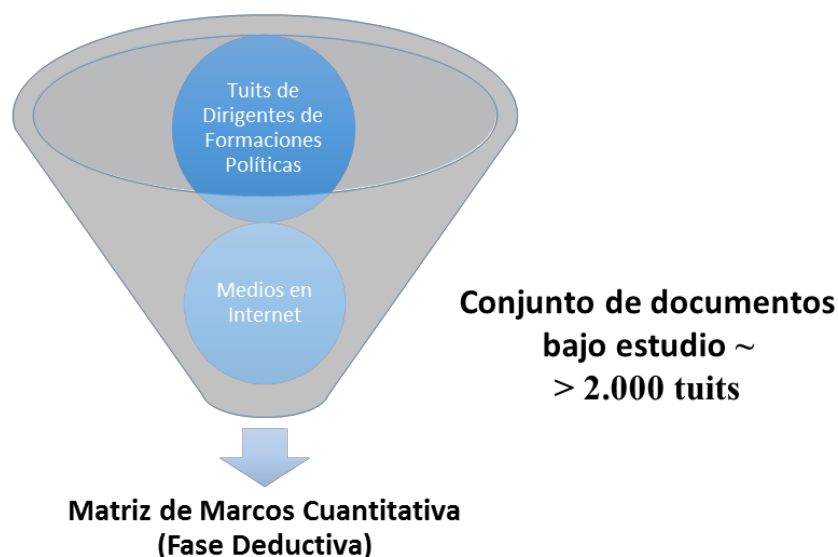 Tuits de
Dirigentes de
Formaciones
Políticas
Medios en
Internet
Conjunto de documentos
bajo estudio ~
> 2.000 tuits
Matriz de Marcos Cuantitativa
(Fase Deductiva)